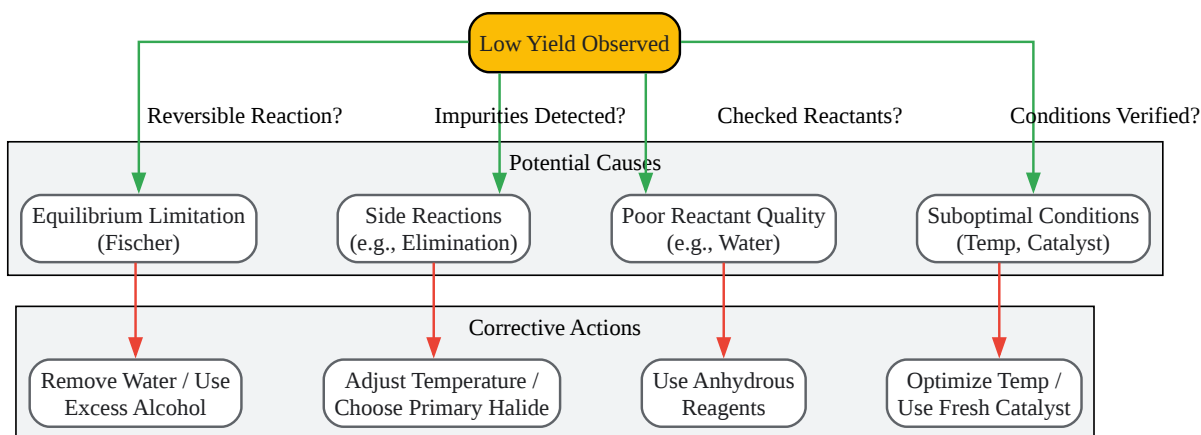 Low Yield Observed
Reversible Reaction?
Impurities Detected?
Checked Reactants?
Conditions Verified?
Potential Causes
Equilibrium Limitation
(Fischer)
Side Reactions
(e.g., Elimination)
Poor Reactant Quality
(e.g., Water)
Suboptimal Conditions
(Temp, Catalyst)
Corrective Actions
Remove Water / Use
Excess Alcohol
Adjust Temperature /
Choose Primary Halide
Use Anhydrous
Reagents
Optimize Temp /
Use Fresh Catalyst